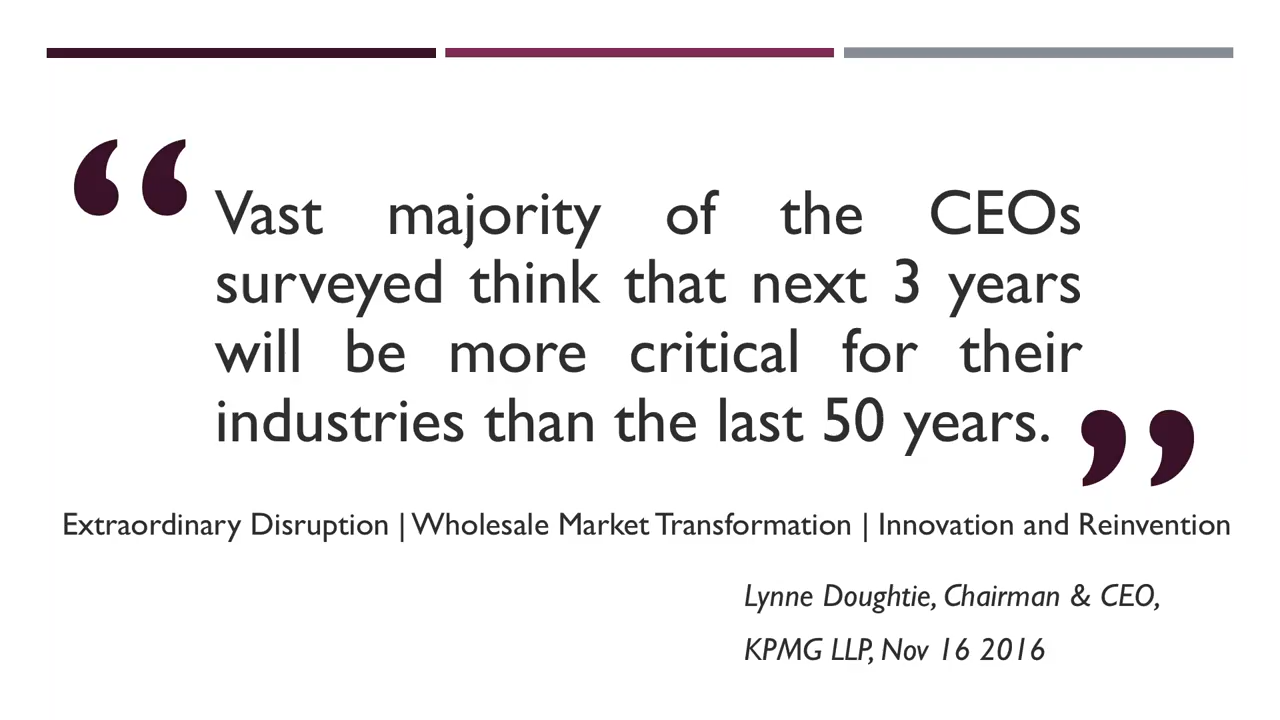 “
Vast majority of the CEOs
surveyed think that next 3 years
will be more critical for their
industries than the last 50 years.
”
Extraordinary Disruption | Wholesale Market Transformation | Innovation and Reinvention
Lynne Doughtie, Chairman & CEO,
KPMG LLP, Nov 16 2016